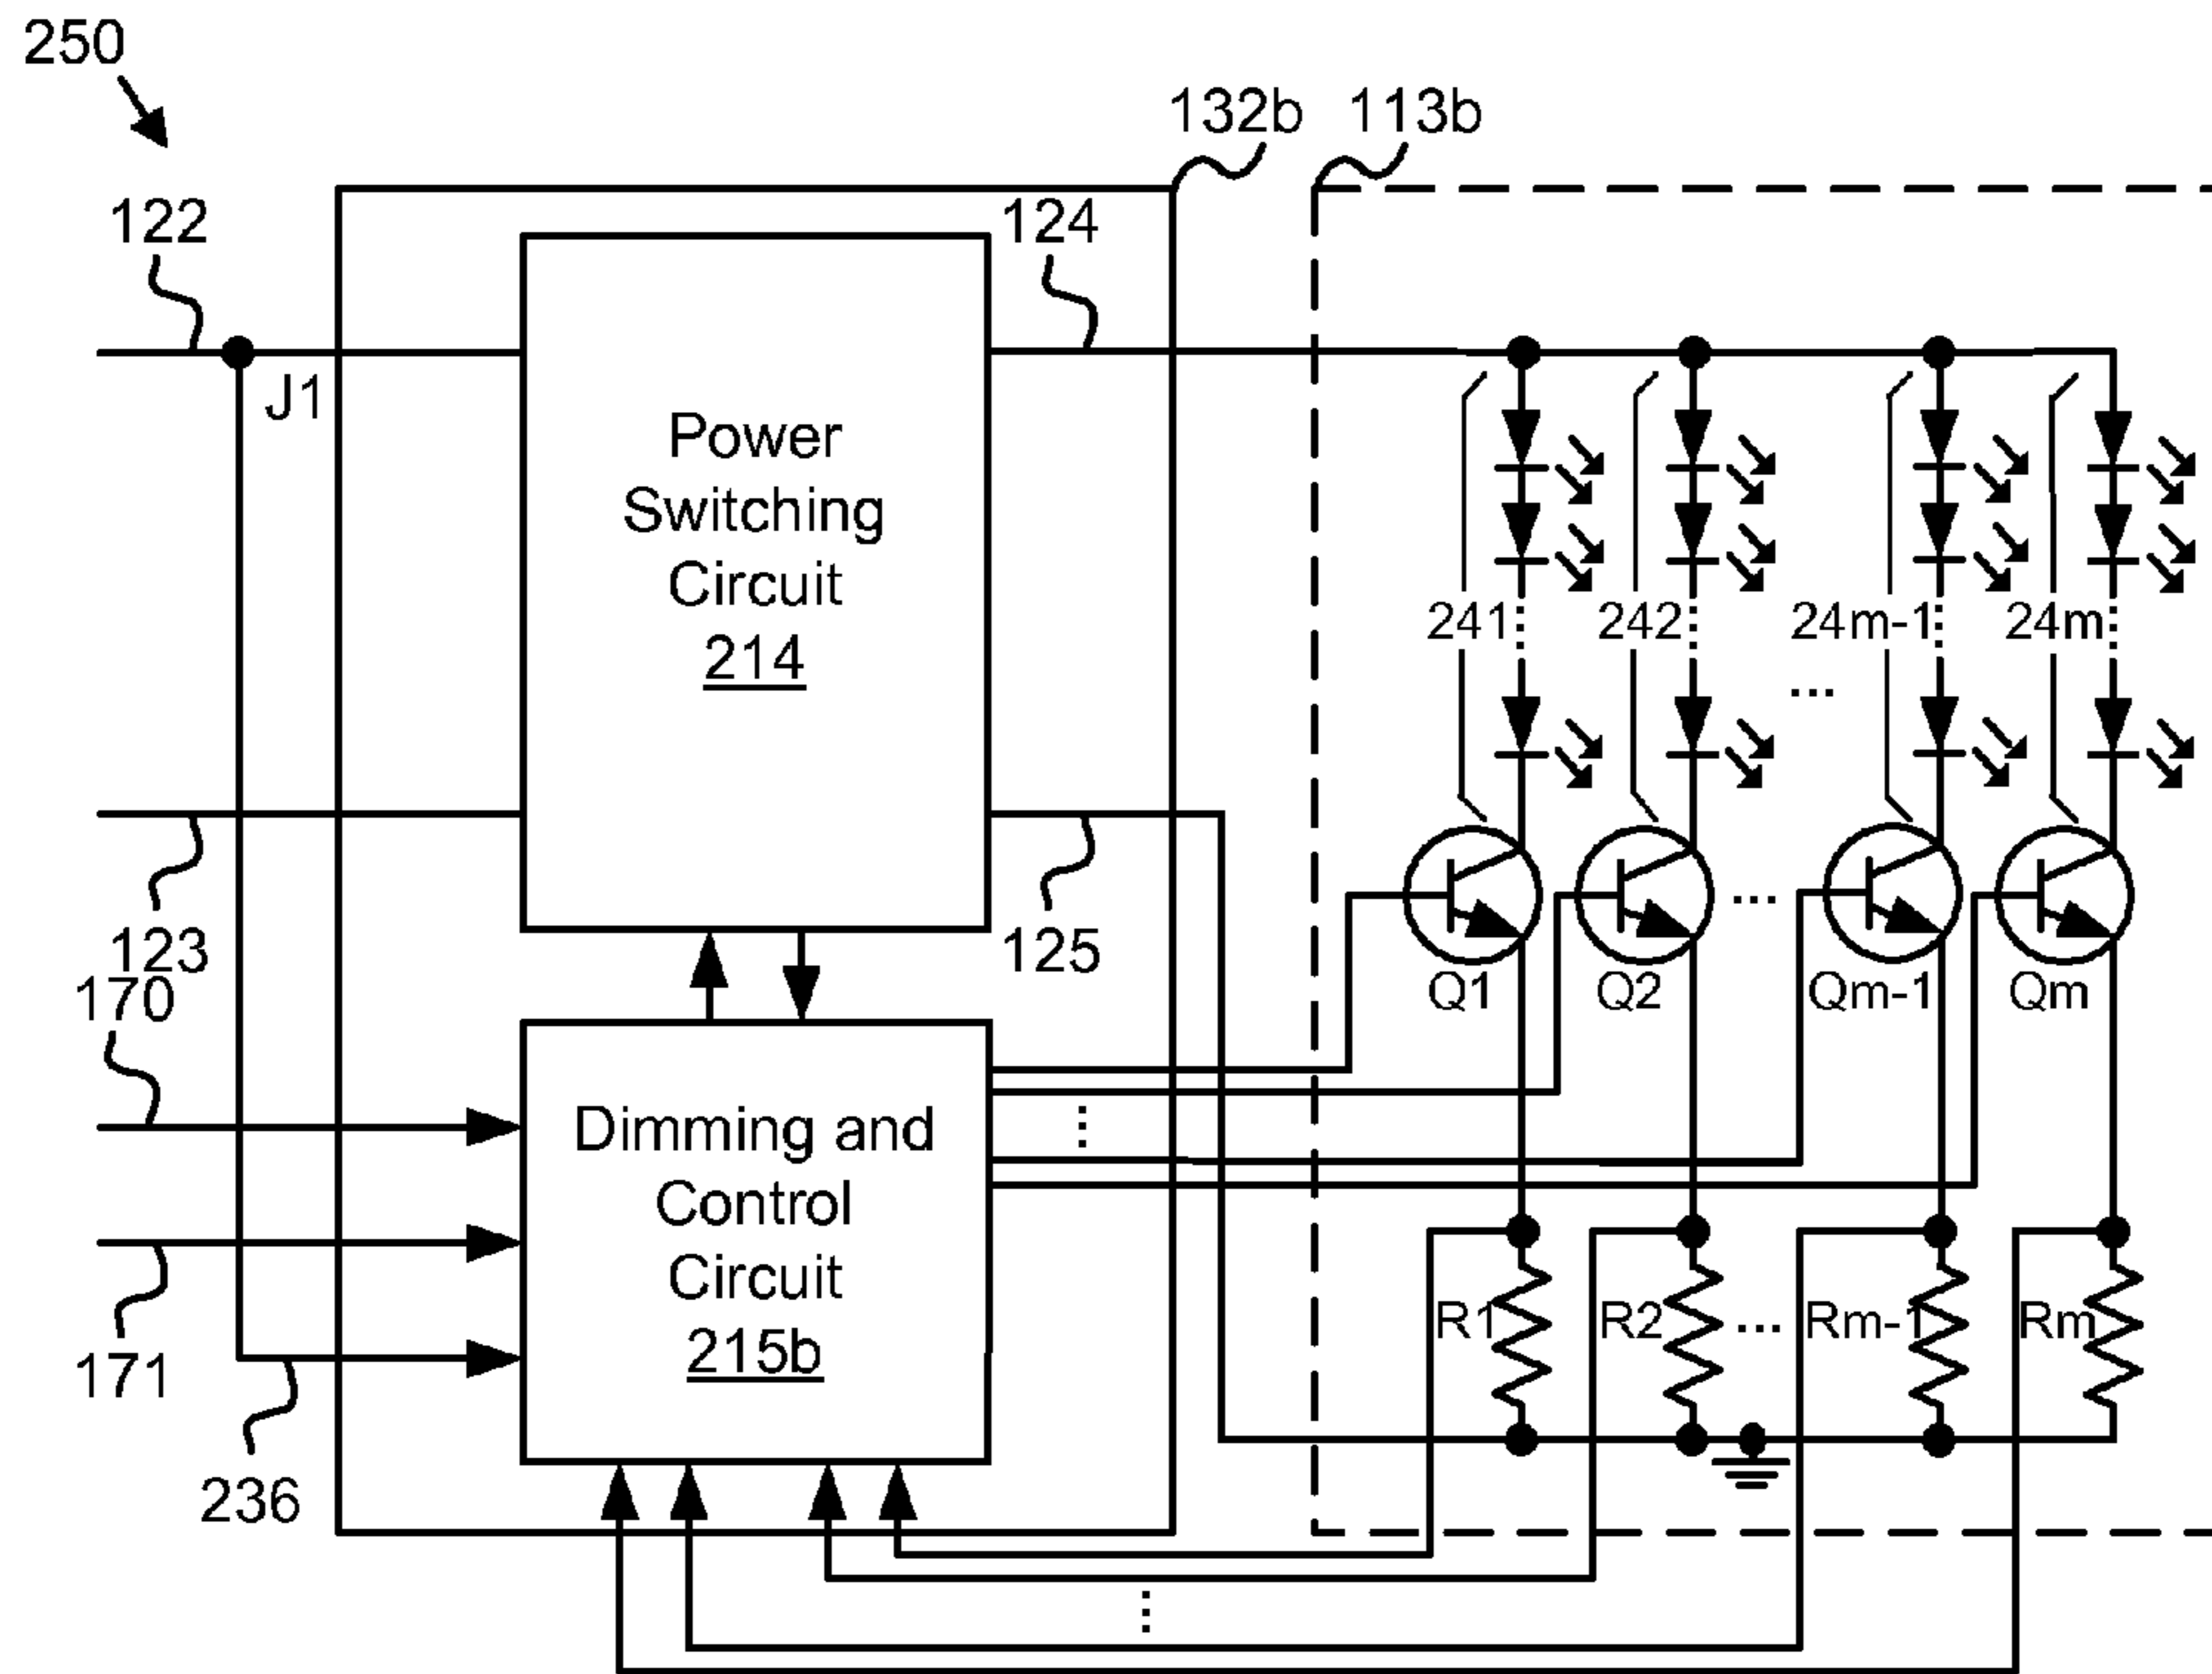 250
132b
113b
122
124
J1
Power
Switching
Circuit
214
241
242
24m-1
24m
...
123
125
170
Q1
Q2
...
Qm-1
Qm
Dimming and
Control
Circuit
215b
171
236
R1
R2
...
Rm-1
Rm